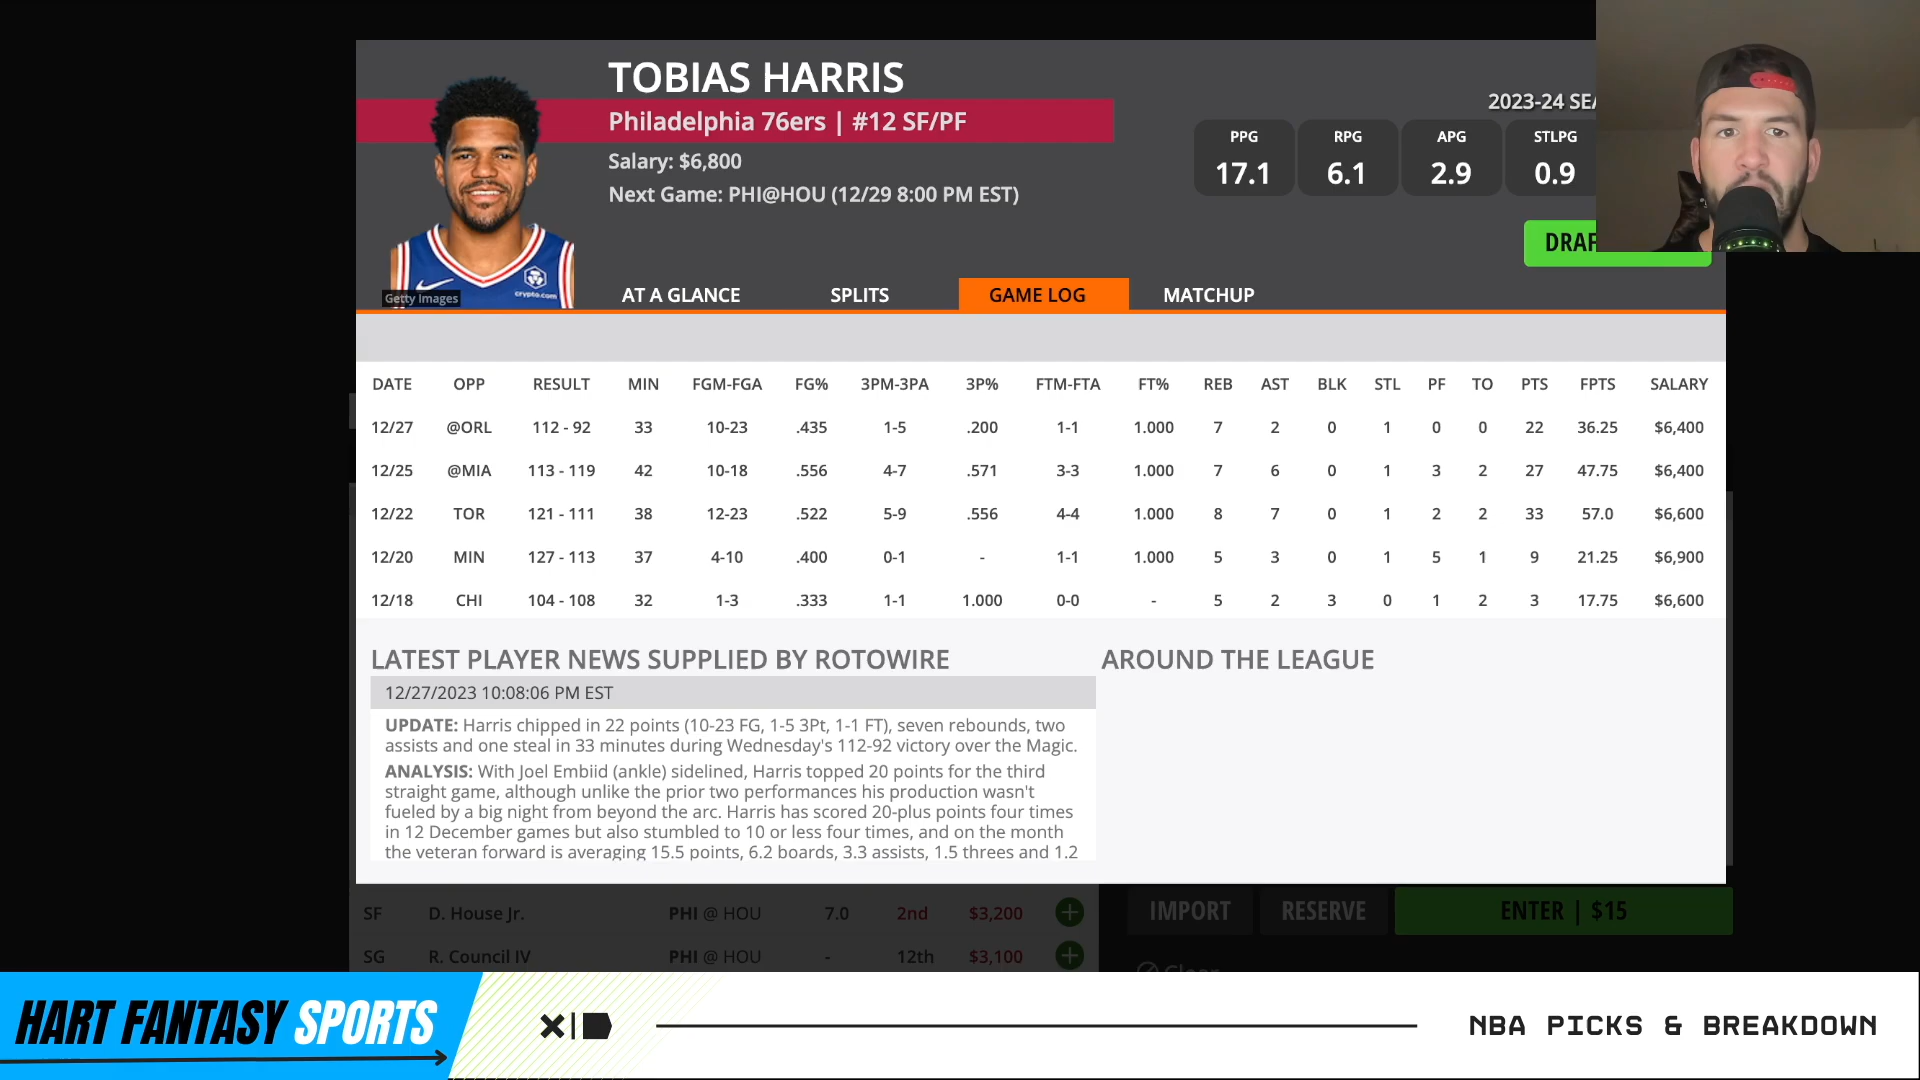 TOBIAS HARRIS
Philadelphia 76ers | #12 SF/PF
Salary: $6,800
Next Game: PHI@HOU (12/29 8:00 PM EST)
2023-24 SEA
PPG RPG APG STLPG
17.1 6.1 2.9 0.9
DRAF
crypto.com
Getty Images
AT A GLANCE SPLITS GAME LOG MATCHUP
DATE OPP RESULT MIN FGM-FGA FG% 3PM-3PA 3P% FTM-FTA FT% REB AST BLK STL PF TO PTS FPTS SALARY
12/27 @ORL 112 - 92 33 10-23 .435 1-5 .200 1-1 1.000 7 2 0 1 0 0 22 36.25 $6,400
12/25 @MIA 113 - 119 42 10-18 .556 4-7 .571 3-3 1.000 7 6 0 1 3 2 27 47.75 $6,400
12/22 TOR 121 - 111 38 12-23 .522 5-9 .556 4-4 1.000 8 7 0 1 2 2 33 57.0 $6,600
12/20 MIN 127 - 113 37 4-10 .400 0-1 - 1-1 1.000 5 3 0 1 5 1 9 21.25 $6,900
12/18 CHI 104 - 108 32 1-3 .333 1-1 1.000 0-0 - 5 2 3 0 1 2 3 17.75 $6,600
LATEST PLAYER NEWS SUPPLIED BY ROTOWIRE
AROUND THE LEAGUE
12/27/2023 10:08:06 PM EST
UPDATE: Harris chipped in 22 points (10-23 FG, 1-5 3Pt, 1-1 FT), seven rebounds, two
assists and one steal in 33 minutes during Wednesday's 112-92 victory over the Magic.
ANALYSIS: With Joel Embiid (ankle) sidelined, Harris topped 20 points for the third
straight game, although unlike the prior two performances his production wasn't
fueled by a big night from beyond the arc. Harris has scored 20-plus points four times
in 12 December games but also stumbled to 10 or less four times, and on the month
the veteran forward is averaging 15.5 points, 6.2 boards, 3.3 assists, 1.5 threes and 1.2
SF D. House Jr. PHI @ HOU 7.0 2nd $3,200
IMPORT RESERVE ENTER | $15
SG R. Council IV PHI @ HOU - 12th $3,100
Clear
HART FANTASY SPORTS
NBA PICKS & BREAKDOWN